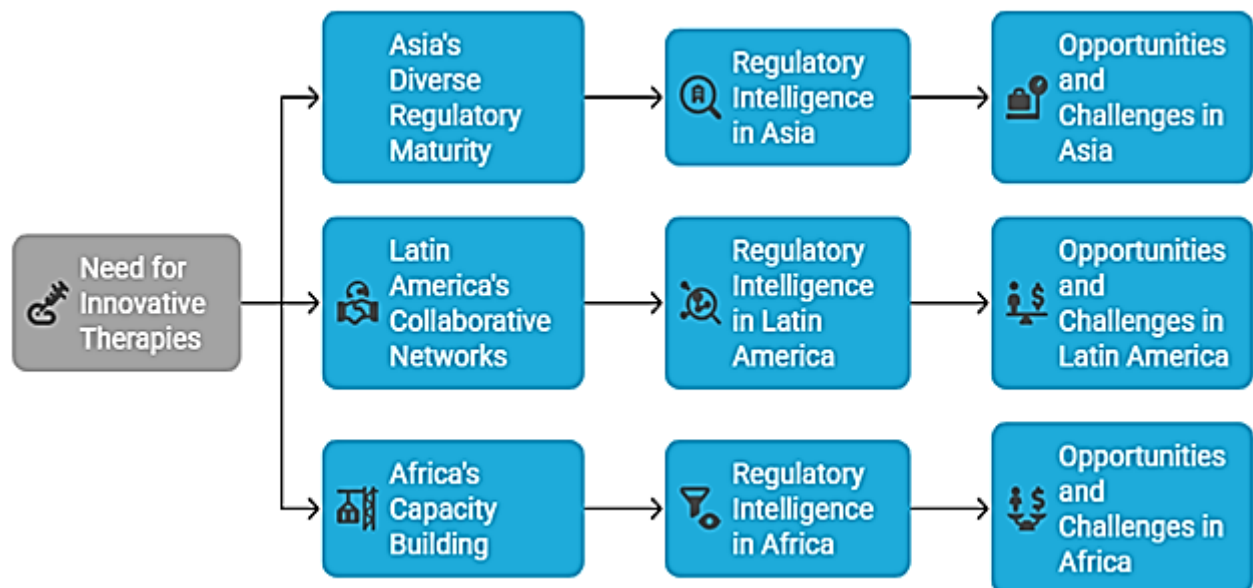 Asia's
Diverse
Regulatory
Maturity
Regulatory
Intelligence
in Asia
Opportunities
and
Challenges in
Asia
Need for
Innovative
Therapies
Latin
America's
Collaborative
Networks
Regulatory
Intelligence
in Latin
America
Opportunities
and
Challenges in
Latin America
Africa's
Capacity
Building
Regulatory
Intelligence
in Africa
Opportunities
and
Challenges in
Africa